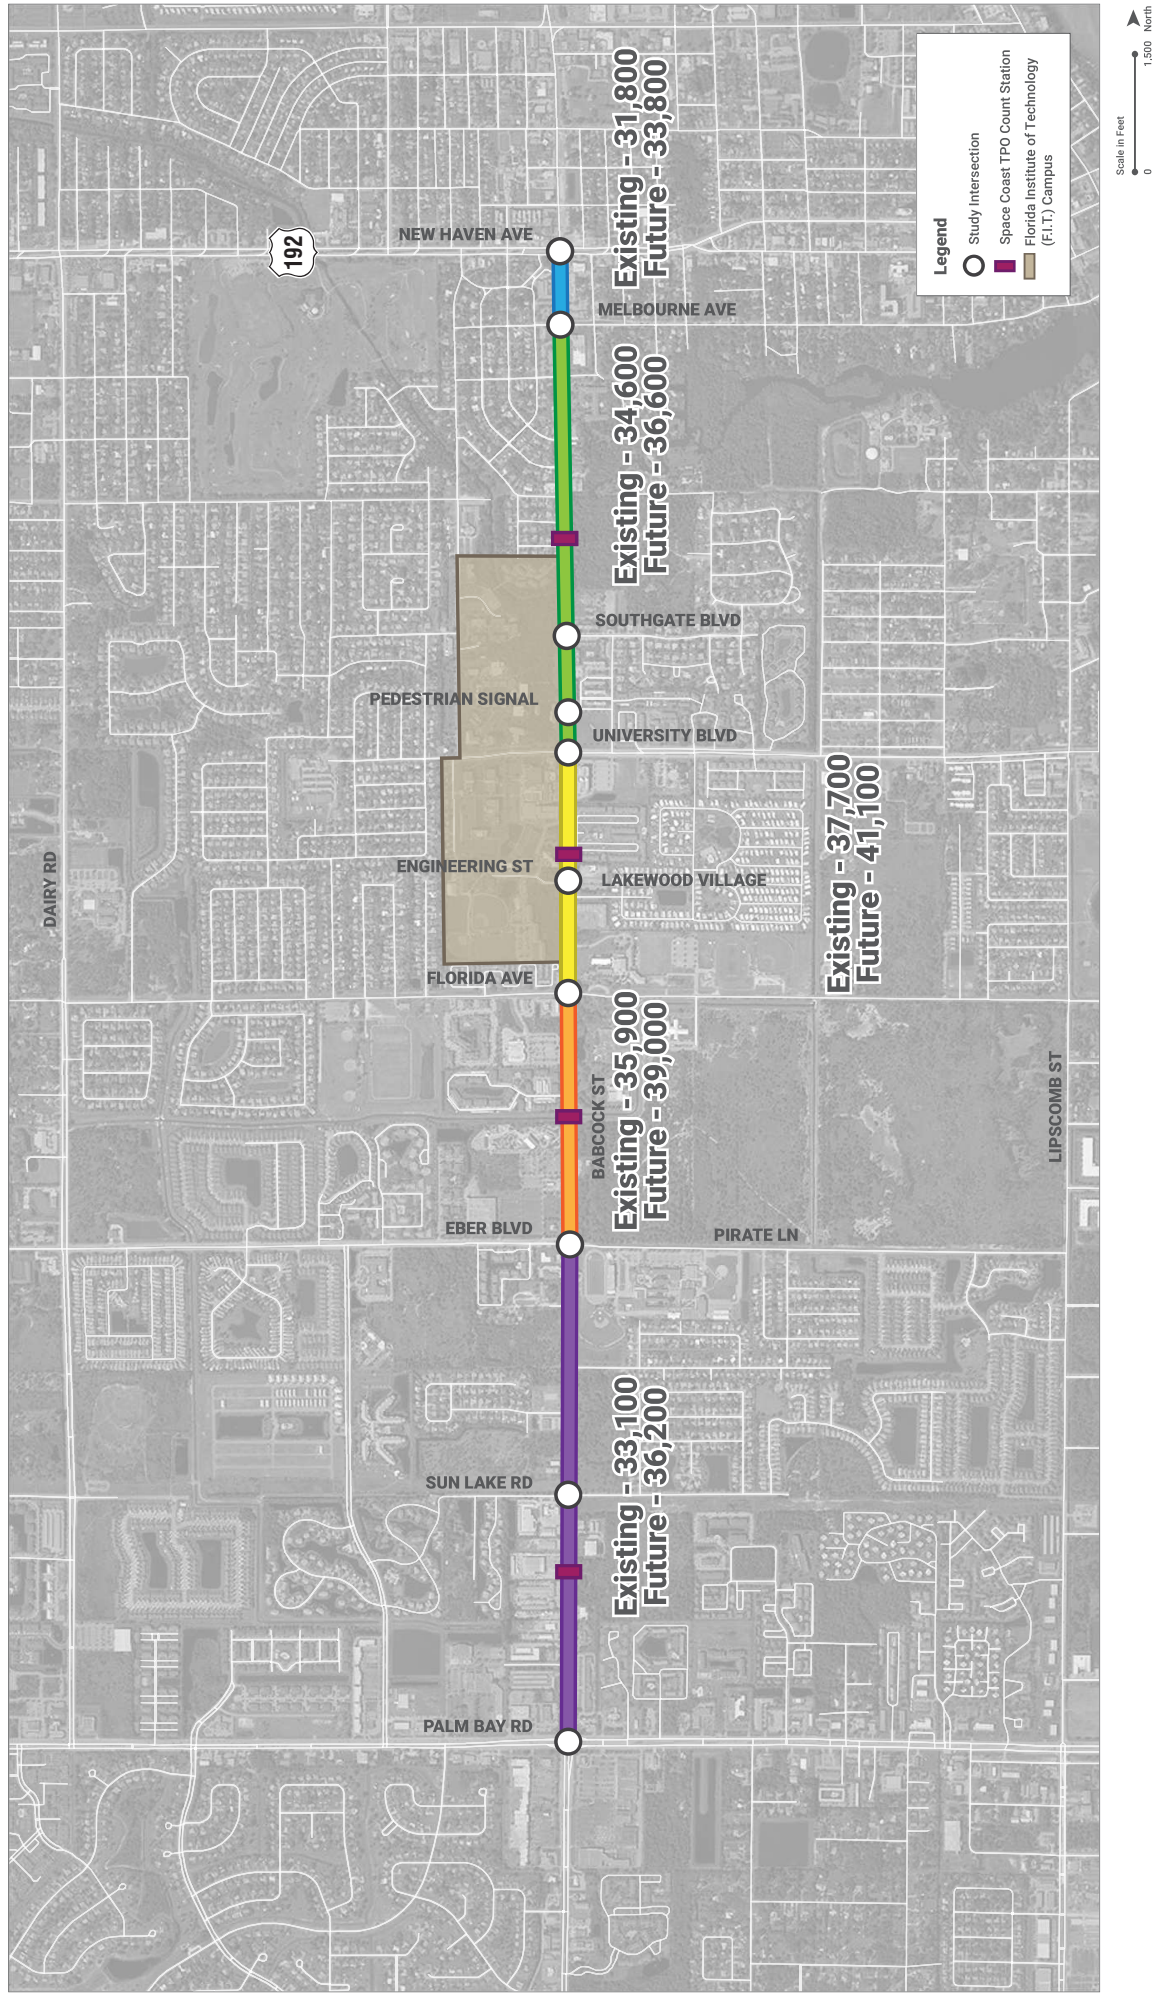 NEW HAVEN AVE
192
Existing - 31,800
Future - 33,800
MELBOURNE AVE
Existing - 34,600
Future - 36,600
SOUTHGATE BLVD
PEDESTRIAN SIGNAL
UNIVERSITY BLVD
Existing - 37,700
Future - 41,100
ENGINEERING ST
LAKEWOOD VILLAGE
DAIRY RD
FLORIDA AVE
Existing - 35,900
Future - 39,000
BABCOCK ST
LIPSCOMB ST
EBER BLVD
PIRATE LN
Existing - 33,100
Future - 36,200
SUN LAKE RD
PALM BAY RD
Legend
Study Intersection
Space Coast TPO Count Station
Florida Institute of Technology
(F.I.T.) Campus
Scale in Feet
0
1,500
North